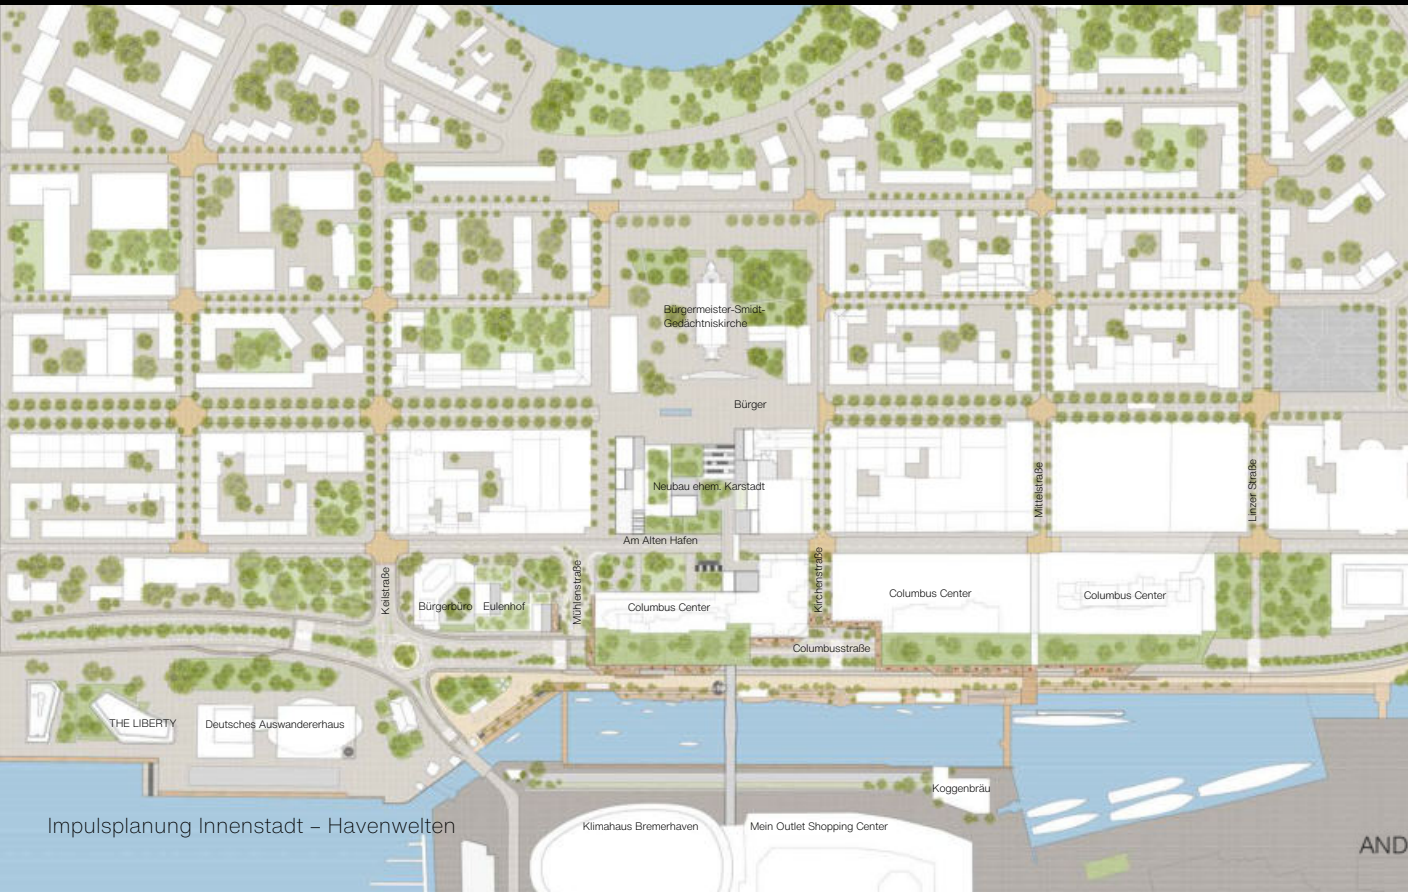 Bürgermeister-Smidt-
Gedächtniskirche
Bürger
Neubau ehem. Karstadt
Mittelstraße
Linzer Straße
Am Alten Hafen
Keilstraße
Bürgerbüro
Eulenhof
Mühlenstraße
Columbus Center
Kirchenstraße
Columbus Center
Columbus Center
Columbusstraße
THE LIBERTY
Deutsches Auswandererhaus
Koggenbräu
Impulsplanung Innenstadt – Havenwelten
Klimahaus Bremerhaven
Mein Outlet Shopping Center
AND